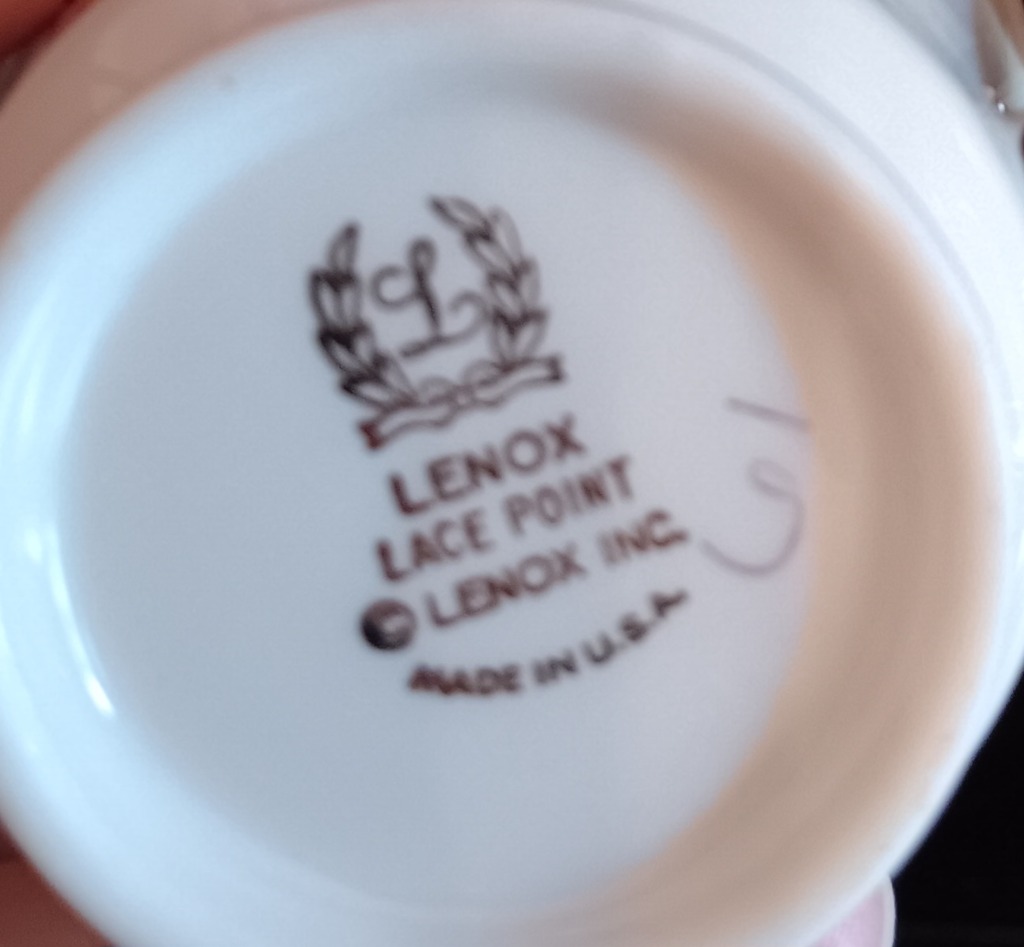 L
LENOX
LACE POINT
© LENOX INC.
MADE IN U.S.A